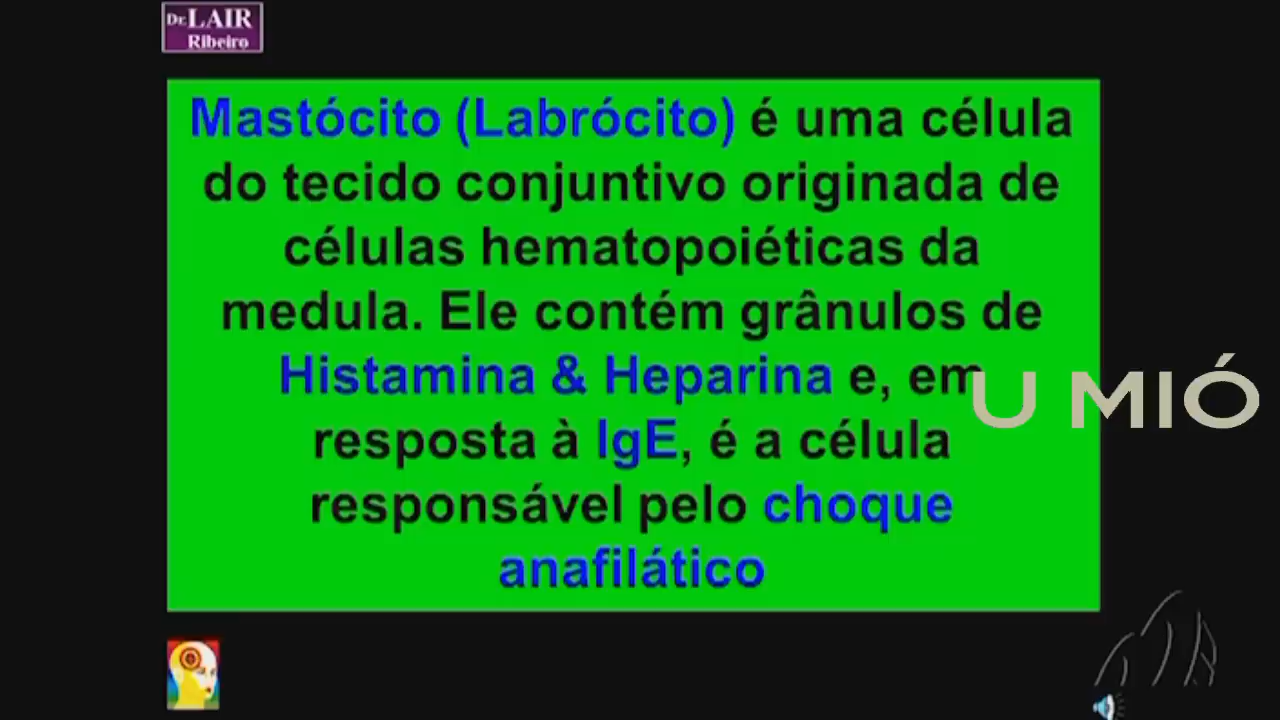 Dr. LAIR
Ribeiro
Mastócito (Labrócito) é uma célula
do tecido conjuntivo originada de
células hematopoiéticas da
medula. Ele contém grânulos de
Histamina & Heparina e, em
U MIÓ
resposta à IgE, é a célula
responsável pelo choque
anafilático